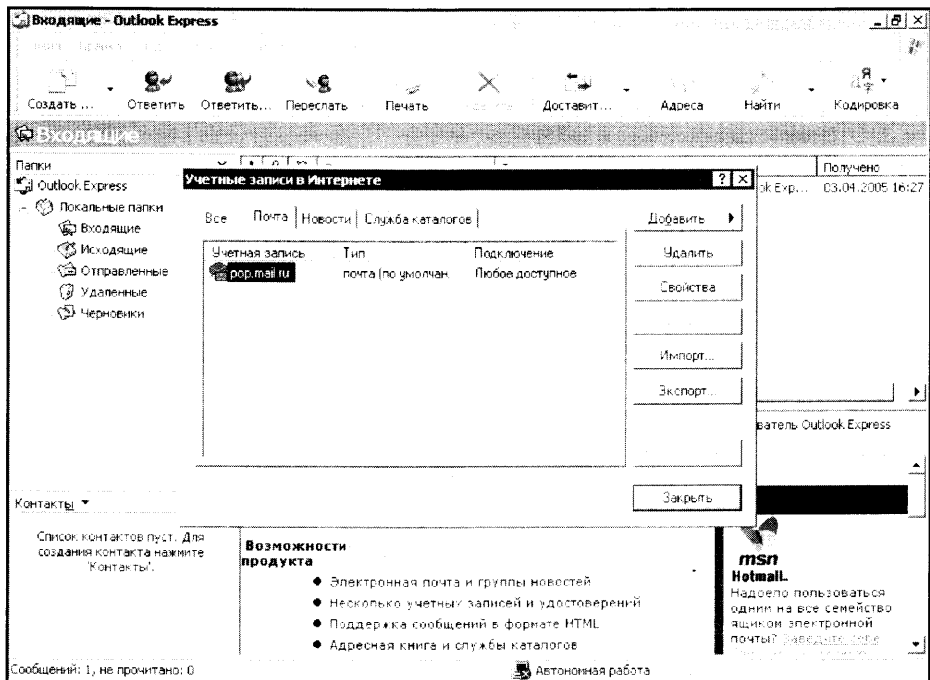 Входящие - Outlook Express
Создать ... Ответить Ответить... Переслать Печать Доставит... Адреса Найти Кодировка
Входящие
Папки
Outlook Express
Локальные папки
Входящие
Исходящие
Отправленные
Удаленные
Черновики
Получено
ok Exp... 03.04.2005 16:27
Учетные записи в Интернете
Все Почта Новости Служба каталогов
Учетная запись Тип Подключение
pop.mail.ru почта (по умолчан. Любое доступное
Добавить
Удалить
Свойства
Импорт...
Экспорт...
Закрыть
ватель Outlook Express
Контакты
Список контактов пуст. Для
создания контакта нажмите
"Контакты".
Возможности
продукта
Электронная почта и группы новостей
Несколько учетных записей и удостоверений
Поддержка сообщений в формате HTML
Адресная книга и службы каталогов
msn
Hotmail.
Надоело пользоваться
одним на все семейство
ящиком электронной
почты? Заведите себе
Сообщений: 1, не прочитано: 0
Автономная работа